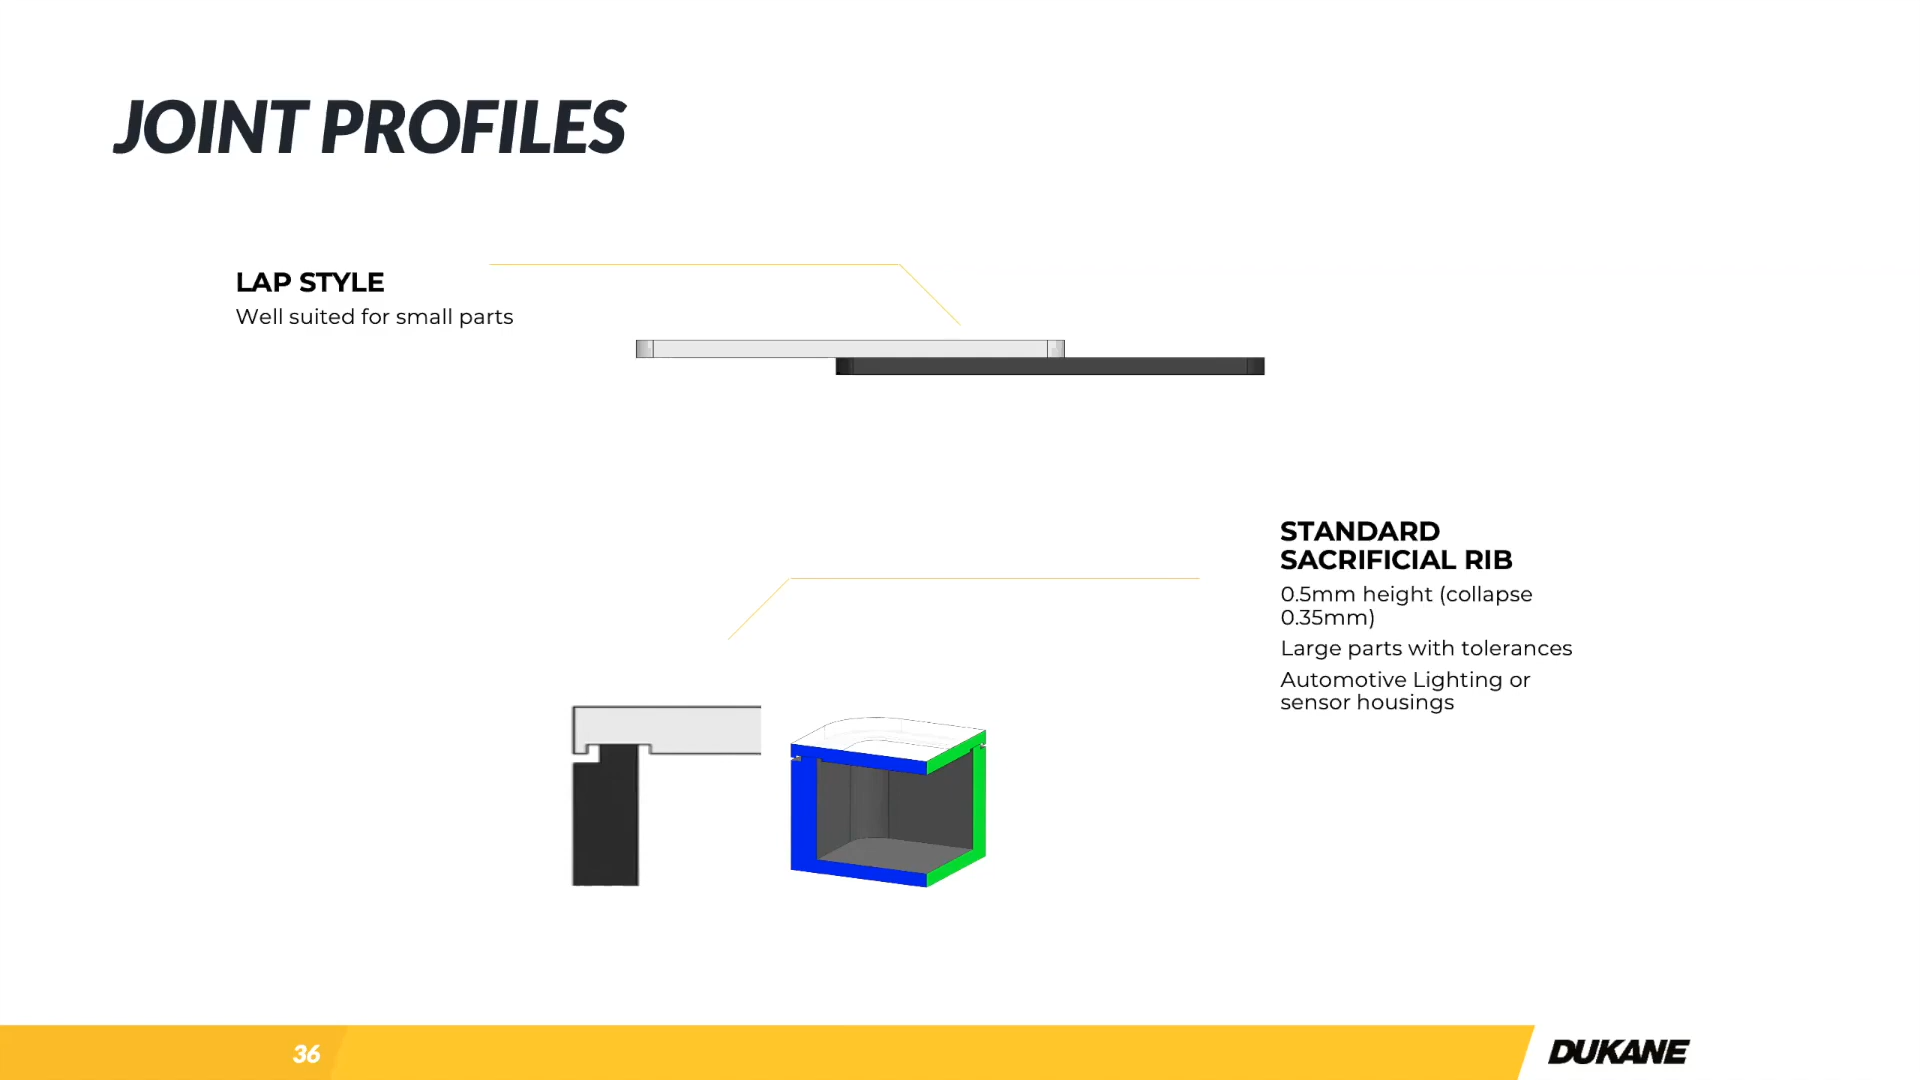 JOINT PROFILES
LAP STYLE
Well suited for small parts
STANDARD
SACRIFICIAL RIB
0.5mm height (collapse
0.35mm)
Large parts with tolerances
Automotive Lighting or
sensor housings
36
DUKANE